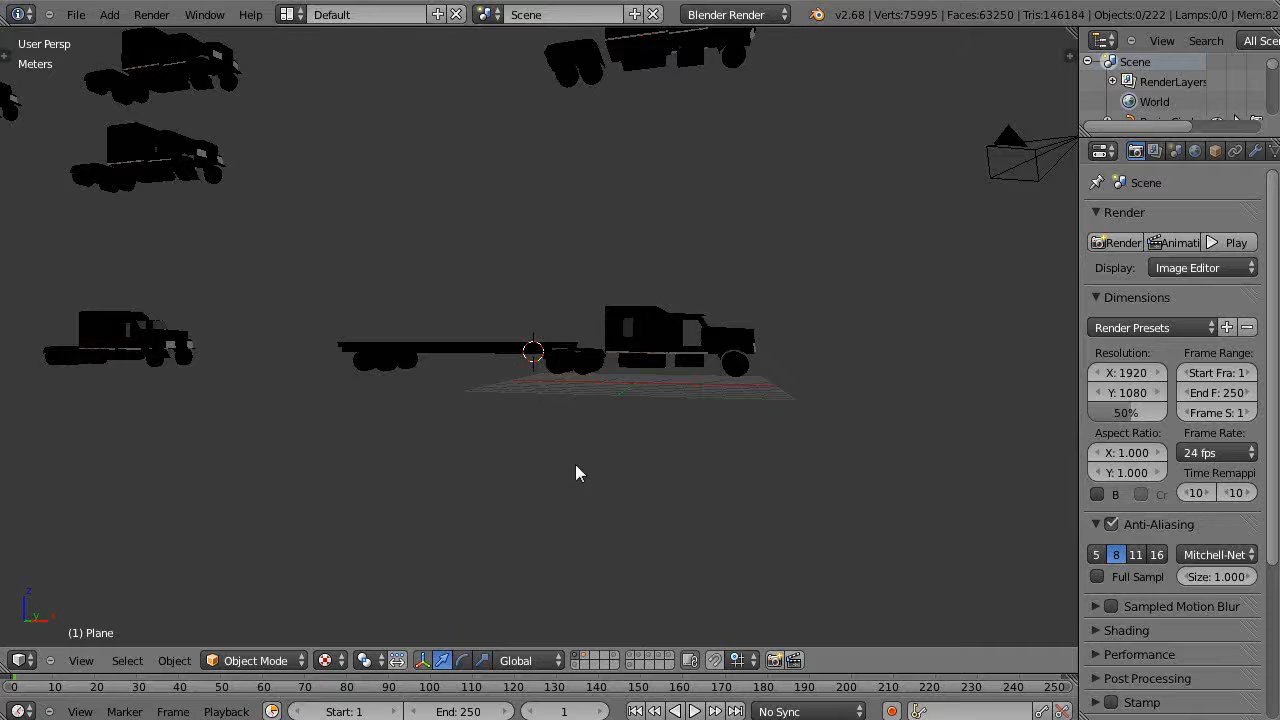 File Add Render Window Help Default Scene Blender Render v2.68 | Verts:75995 | Faces:63250 | Tris:146184 | Objects:0/222 | Lamps:0/0 | Mem:82
User Persp
Meters
View Search All Sce
Scene
RenderLayers
World
Scene
Render
Render Animati Play
Display: Image Editor
Dimensions
Render Presets
Resolution: Frame Range:
X: 1920 Start Fra: 1
Y: 1080 End F: 250
50% Frame S: 1
Aspect Ratio: Frame Rate:
X: 1.000 24 fps
Y: 1.000 Time Remappi
B Cr 10 10
Anti-Aliasing
5 8 11 16 Mitchell-Net
Full Sampl Size: 1.000
Sampled Motion Blur
Shading
Performance
Post Processing
Stamp
z
y x
(1) Plane
View Select Object Object Mode Global
0 10 20 30 40 50 60 70 80 90 100 110 120 130 140 150 160 170 180 190 200 210 220 230 240 250
View Marker Frame Playback Start: 1 End: 250 1 No Sync